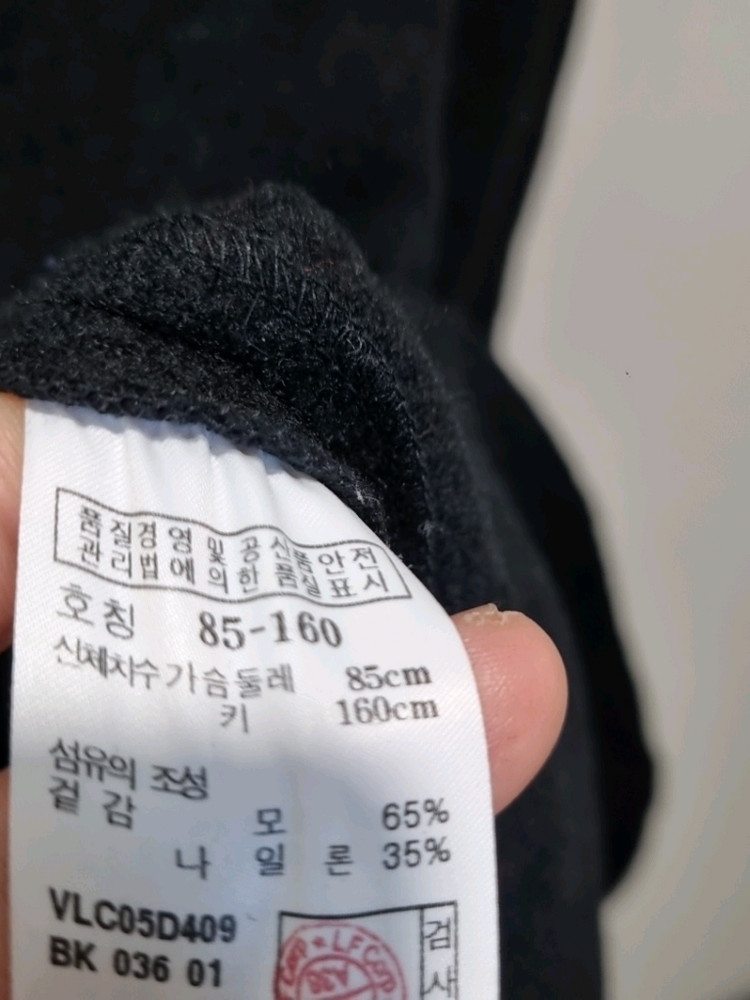 품질경영 및 공산품안전
관리법에 의한 품질표시
호칭 85-160
신체치수 가슴둘레 85cm
키 160cm
섬유의 조성
겉감
모 65%
나일론 35%
VLC05D409
BK 036 01
검
사
LF Corp